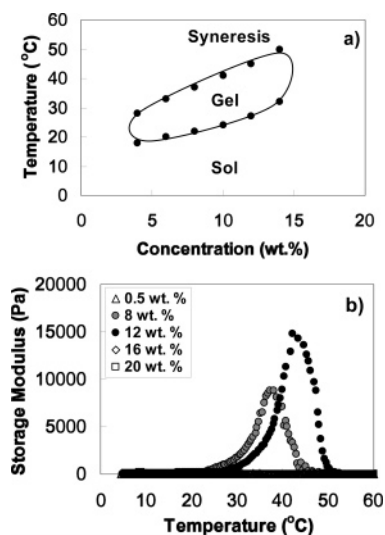 a)
Temperature (°C)
60
50
40
30
20
10
0
Syneresis
Gel
Sol
0 5 10 15 20
Concentration (wt.%)
b)
Storage Modulus (Pa)
20000
15000
10000
5000
0
0.5 wt. %
8 wt. %
12 wt. %
16 wt. %
20 wt. %
0 10 20 30 40 50 60
Temperature (°C)